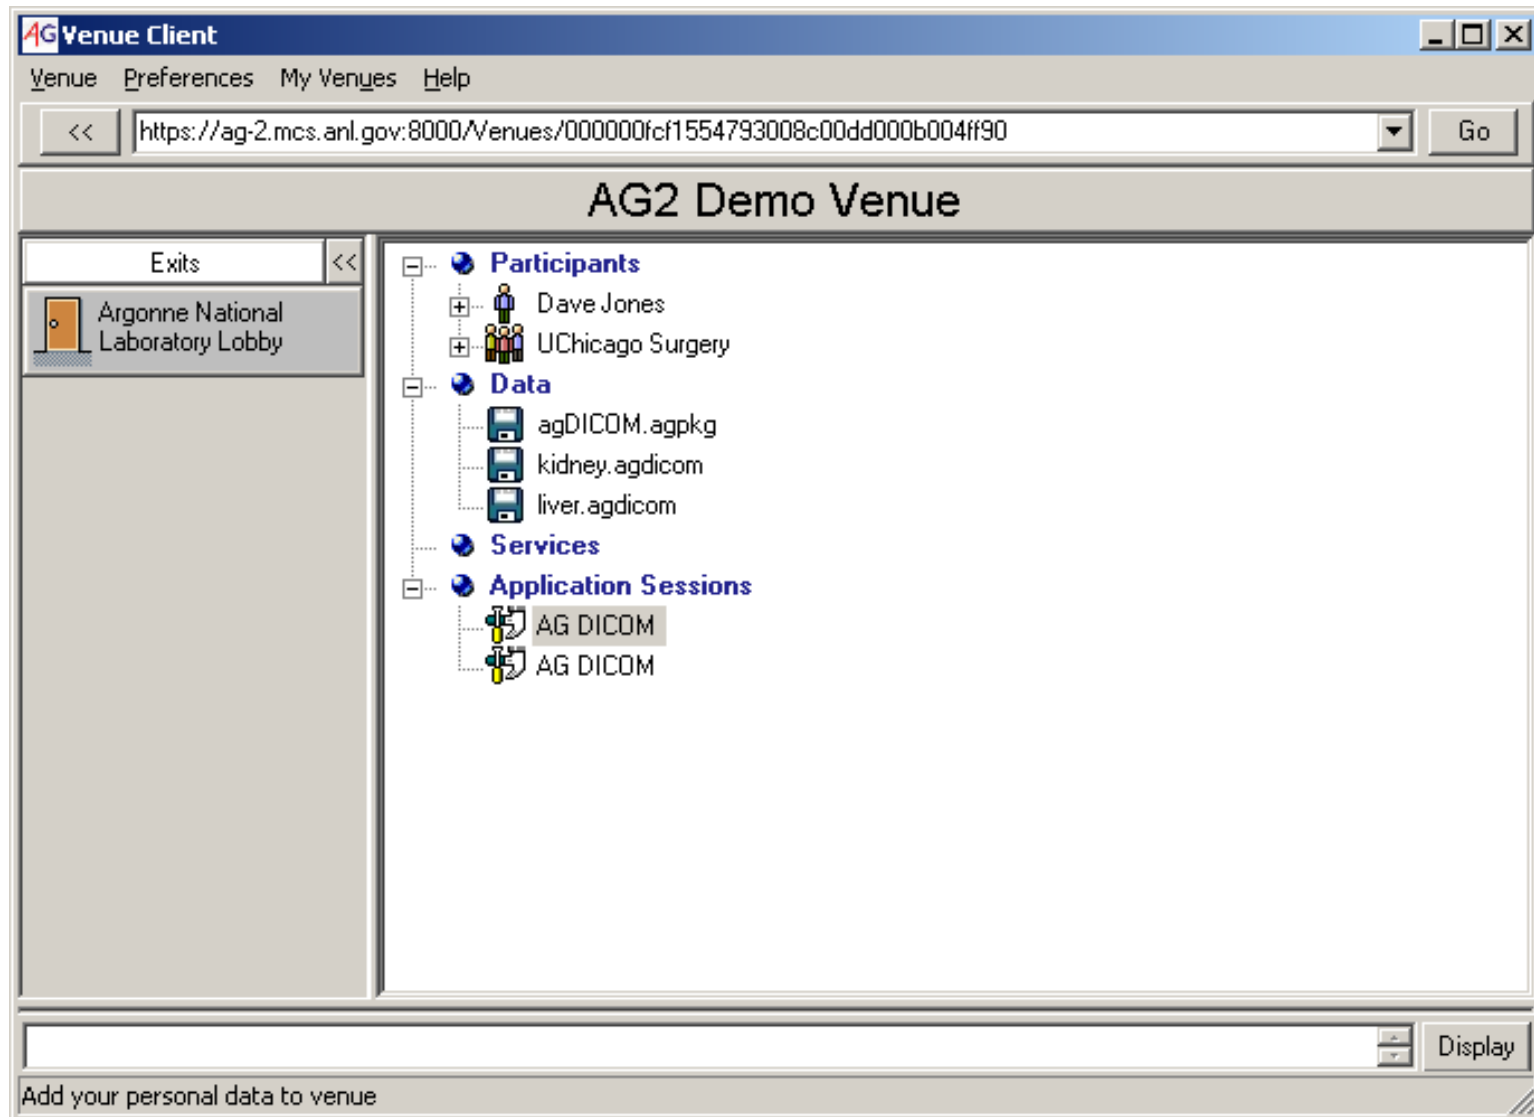 AG Venue Client
Venue Preferences My Venues Help
<< https://ag-2.mcs.anl.gov:8000/Venues/000000fcf1554793008c00dd000b004ff90 Go
AG2 Demo Venue
Exits <<
Argonne National
Laboratory Lobby
Participants
Dave Jones
UChicago Surgery
Data
agDICOM.agpkg
kidney.agdicom
liver.agdicom
Services
Application Sessions
AG DICOM
AG DICOM
Display
Add your personal data to venue